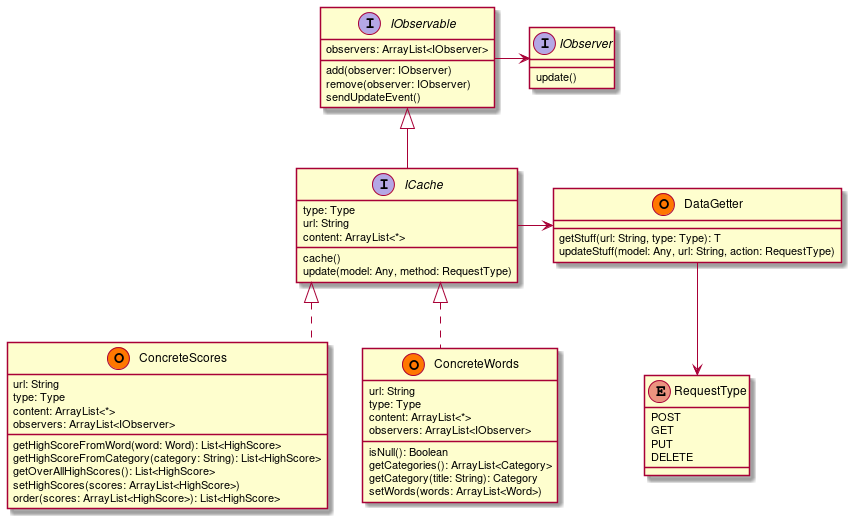 I IObservable
observers: ArrayList<IObserver>
add(observer: IObserver)
remove(observer: IObserver)
sendUpdateEvent()
I IObserver
update()
I ICache
type: Type
url: String
content: ArrayList<*>
cache()
update(model: Any, method: RequestType)
O DataGetter
getStuff(url: String, type: Type): T
updateStuff(model: Any, url: String, action: RequestType)
O ConcreteScores
url: String
type: Type
content: ArrayList<*>
observers: ArrayList<IObserver>
getHighScoreFromWord(word: Word): List<HighScore>
getHighScoreFromCategory(category: String): List<HighScore>
getOverAllHighScores(): List<HighScore>
setHighScores(scores: ArrayList<HighScore>)
order(scores: ArrayList<HighScore>): List<HighScore>
O ConcreteWords
url: String
type: Type
content: ArrayList<*>
observers: ArrayList<IObserver>
isNull(): Boolean
getCategories(): ArrayList<Category>
getCategory(title: String): Category
setWords(words: ArrayList<Word>)
E RequestType
POST
GET
PUT
DELETE